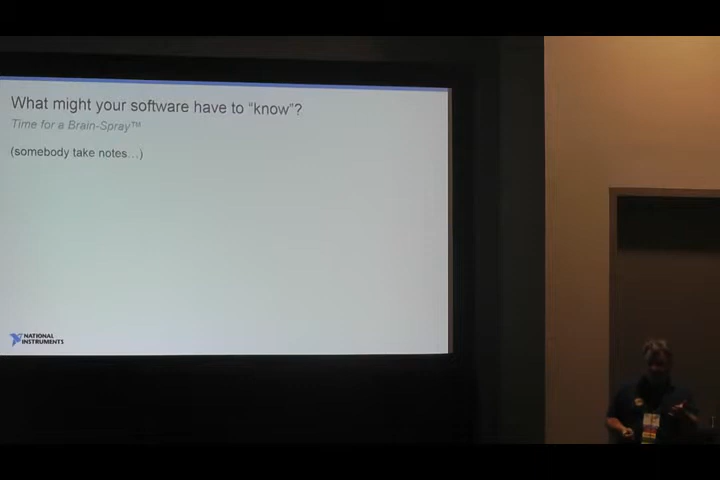 What might your software have to “know”?
Time for a Brain-Spray™
(somebody take notes…)
NATIONAL
INSTRUMENTS